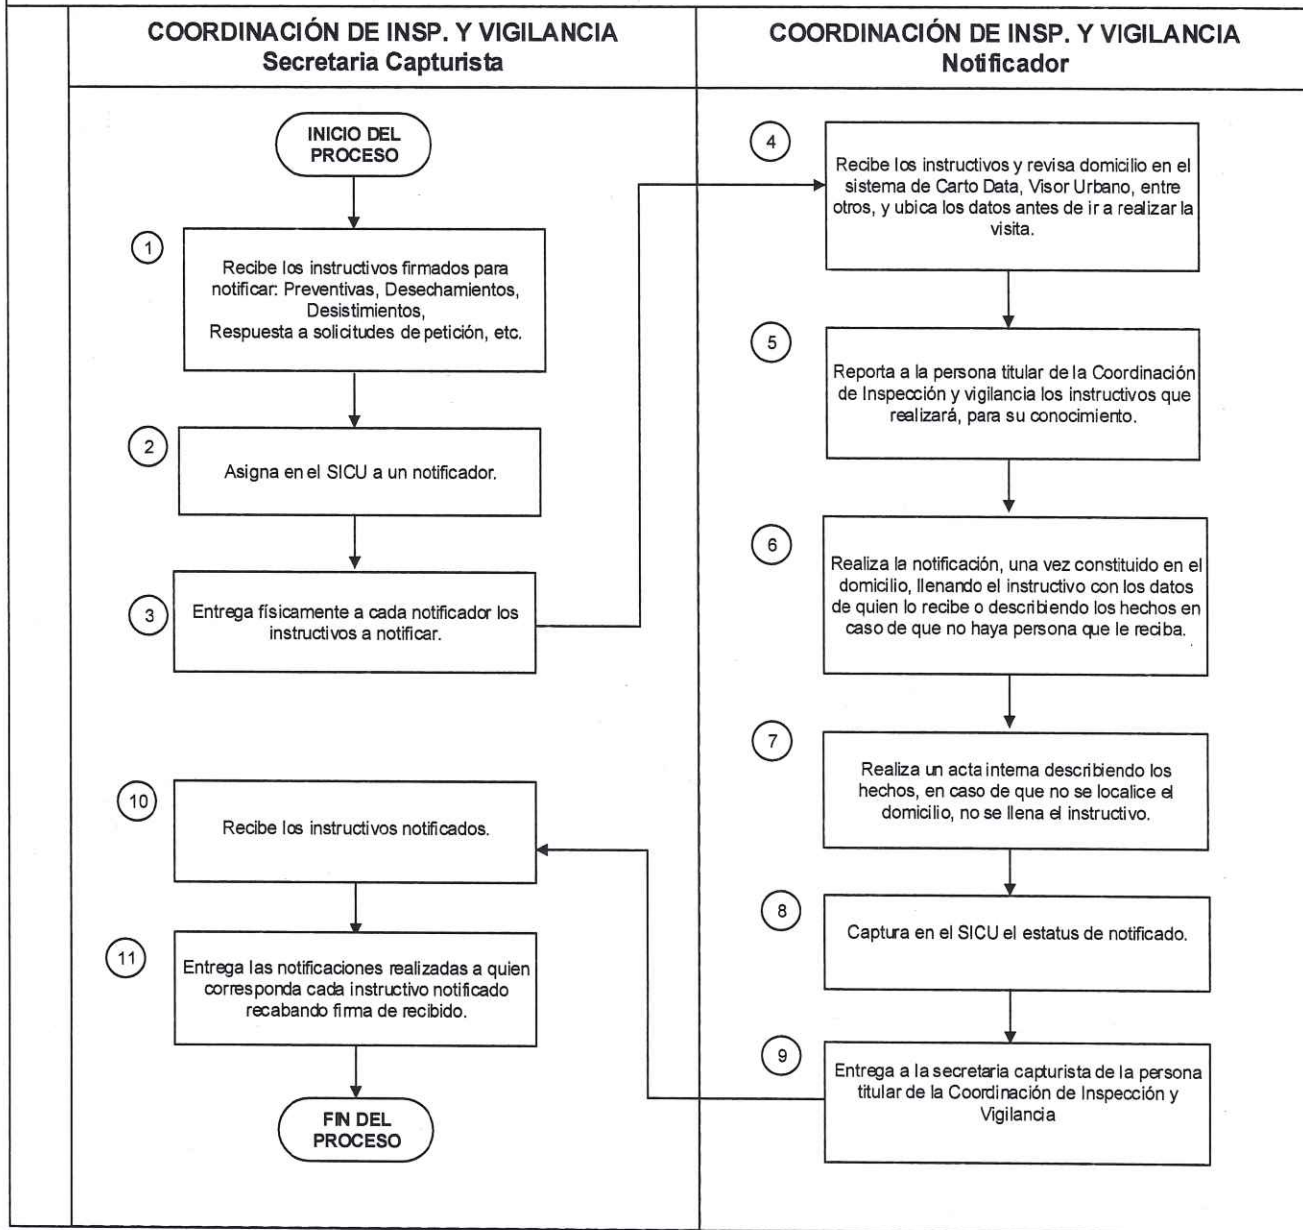 COORDINACIÓN DE INSP. Y VIGILANCIA
Secretaria Capturista
COORDINACIÓN DE INSP. Y VIGILANCIA
Notificador
INICIO DEL
PROCESO
1
Recibe los instructivos firmados para
notificar: Preventivas, Desechamientos,
Desistimientos,
Respuesta a solicitudes de petición, etc.
2
Asigna en el SICU a un notificador.
3
Entrega físicamente a cada notificador los
instructivos a notificar.
4
Recibe los instructivos y revisa domicilio en el
sistema de Carto Data, Visor Urbano, entre
otros, y ubica los datos antes de ir a realizar la
visita.
5
Reporta a la persona titular de la Coordinación
de Inspección y vigilancia los instructivos que
realizará, para su conocimiento.
6
Realiza la notificación, una vez constituido en el
domicilio, llenando el instructivo con los datos
de quien lo recibe o describiendo los hechos en
caso de que no haya persona que le reciba.
7
Realiza un acta interna describiendo los
hechos, en caso de que no se localice el
domicilio, no se llena el instructivo.
8
Captura en el SICU el estatus de notificado.
9
Entrega a la secretaria capturista de la persona
titular de la Coordinación de Inspección y
Vigilancia
10
Recibe los instructivos notificados.
11
Entrega las notificaciones realizadas a quien
corresponda cada instructivo notificado
recabando firma de recibido.
FIN DEL
PROCESO